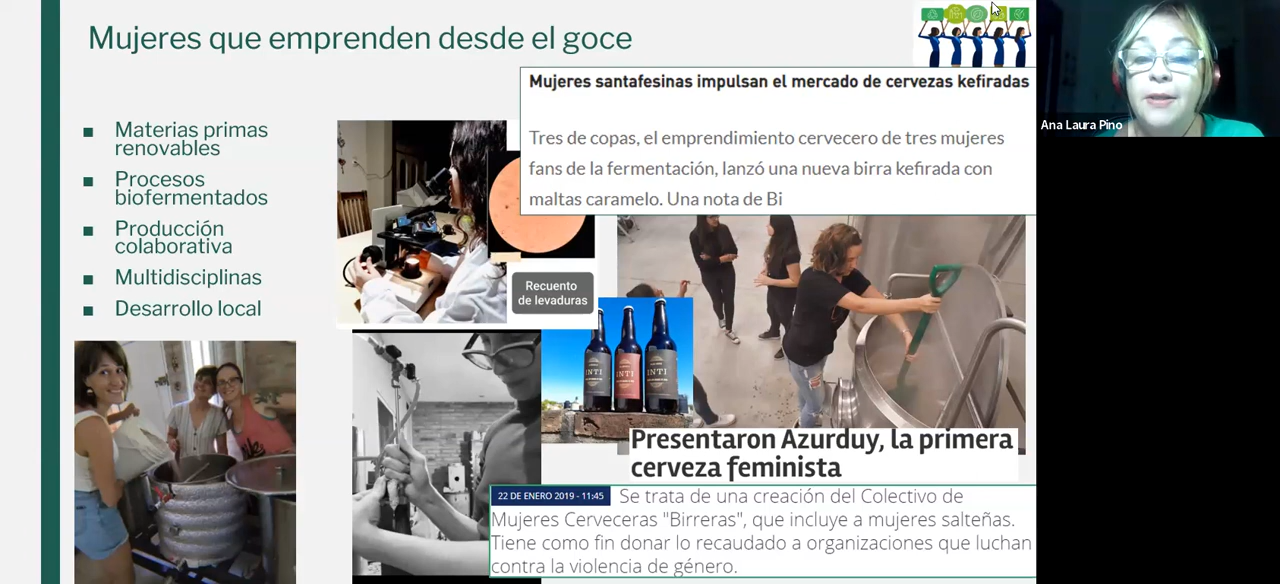 Mujeres que emprenden desde el goce
Materias primas
renovables
Procesos
biofermentados
Producción
colaborativa
Multidisciplinas
Desarrollo local
Mujeres santafesinas impulsan el mercado de cervezas kefiradas
Tres de copas, el emprendimiento cervecero de tres mujeres
fans de la fermentación, lanzó una nueva birra kefirada con
maltas caramelo. Una nota de Bi
Recuento
de levaduras
INTI
INTI
INTI
Presentaron Azurduy, la primera
cerveza feminista
22 DE ENERO 2019 - 11:45 Se trata de una creación del Colectivo de
Mujeres Cerveceras "Birreras", que incluye a mujeres salteñas.
Tiene como fin donar lo recaudado a organizaciones que luchan
contra la violencia de género.
Ana Laura Pino